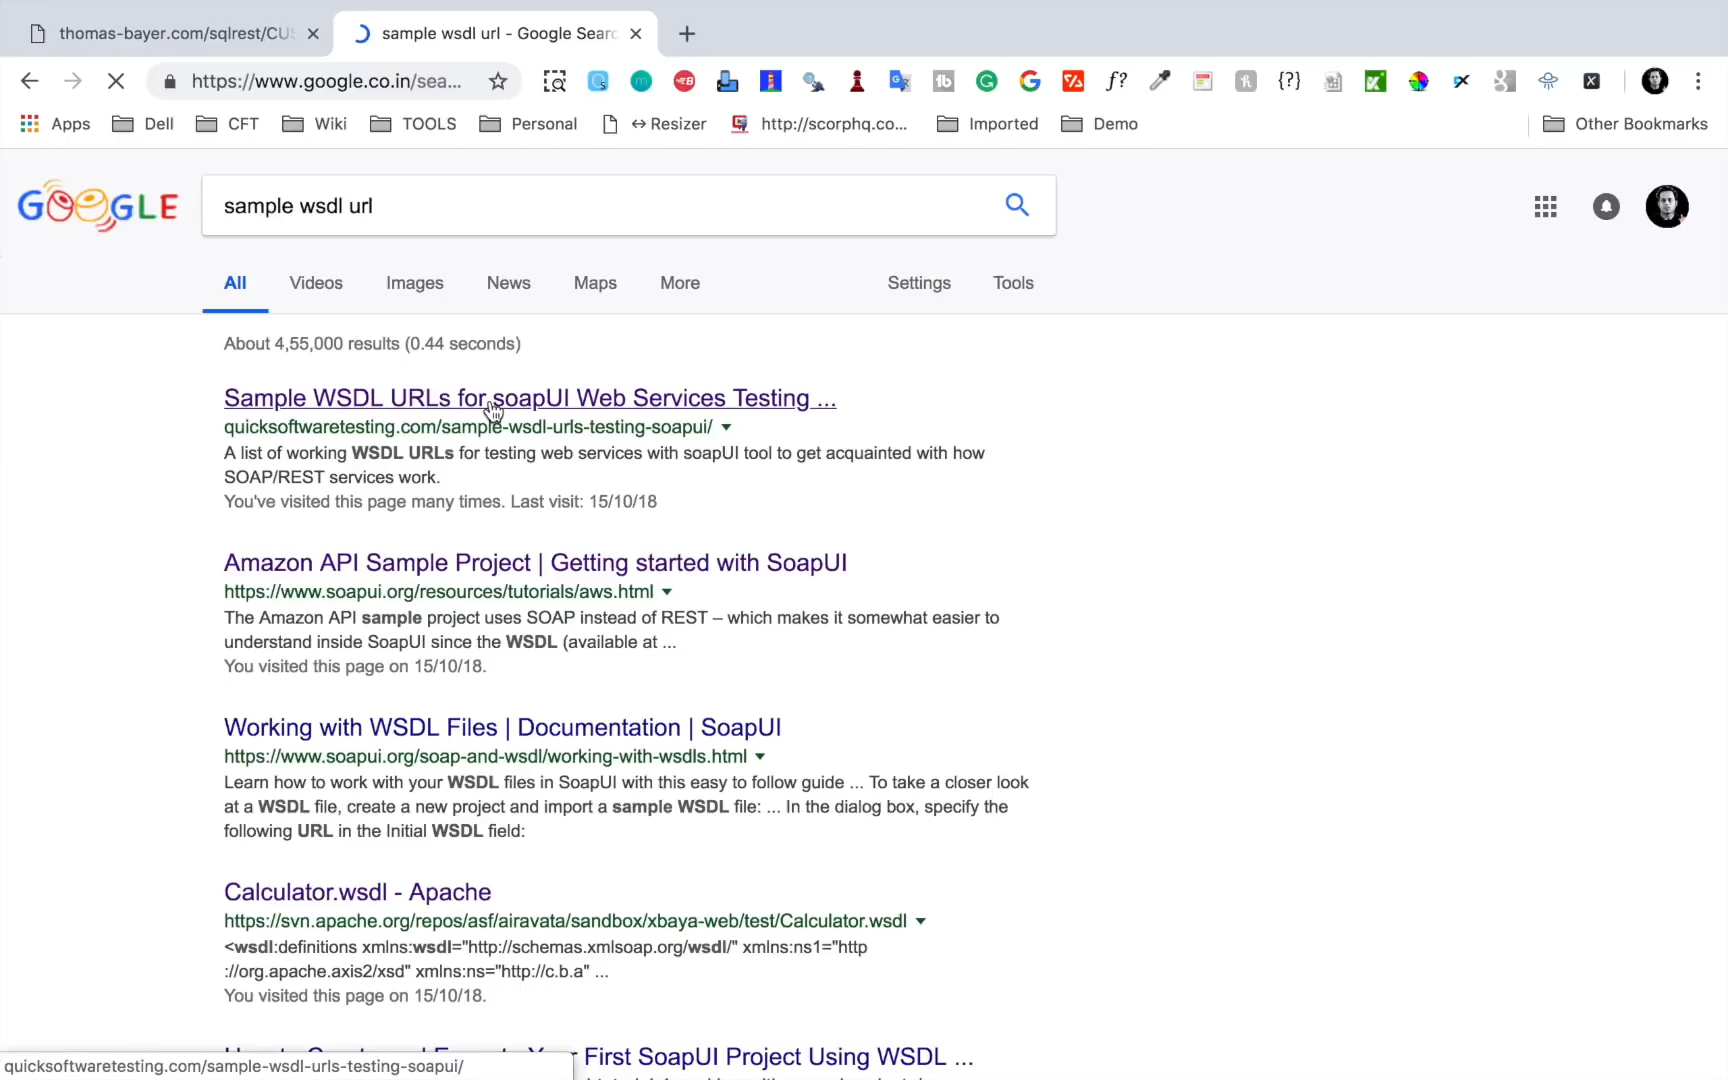 thomas-bayer.com/sqlrest/CUS
sample wsdl url - Google Searc
https://www.google.co.in/sea...
f?
{?}
Apps
Dell
CFT
Wiki
TOOLS
Personal
↔Resizer
http://scorphq.co...
Imported
Demo
Other Bookmarks
GOOGLE
sample wsdl url
All
Videos
Images
News
Maps
More
Settings
Tools
About 4,55,000 results (0.44 seconds)
Sample WSDL URLs for soapUI Web Services Testing ...
quicksoftwaretesting.com/sample-wsdl-urls-testing-soapui/
A list of working WSDL URLs for testing web services with soapUI tool to get acquainted with how
SOAP/REST services work.
You've visited this page many times. Last visit: 15/10/18
Amazon API Sample Project | Getting started with SoapUI
https://www.soapui.org/resources/tutorials/aws.html
The Amazon API sample project uses SOAP instead of REST – which makes it somewhat easier to
understand inside SoapUI since the WSDL (available at ...
You visited this page on 15/10/18.
Working with WSDL Files | Documentation | SoapUI
https://www.soapui.org/soap-and-wsdl/working-with-wsdls.html
Learn how to work with your WSDL files in SoapUI with this easy to follow guide ... To take a closer look
at a WSDL file, create a new project and import a sample WSDL file: ... In the dialog box, specify the
following URL in the Initial WSDL field:
Calculator.wsdl - Apache
https://svn.apache.org/repos/asf/airavata/sandbox/xbaya-web/test/Calculator.wsdl
<wsdl:definitions xmlns:wsdl="http://schemas.xmlsoap.org/wsdl/" xmlns:ns1="http
://org.apache.axis2/xsd" xmlns:ns="http://c.b.a" ...
You visited this page on 15/10/18.
First SoapUI Project Using WSDL ...
quicksoftwaretesting.com/sample-wsdl-urls-testing-soapui/